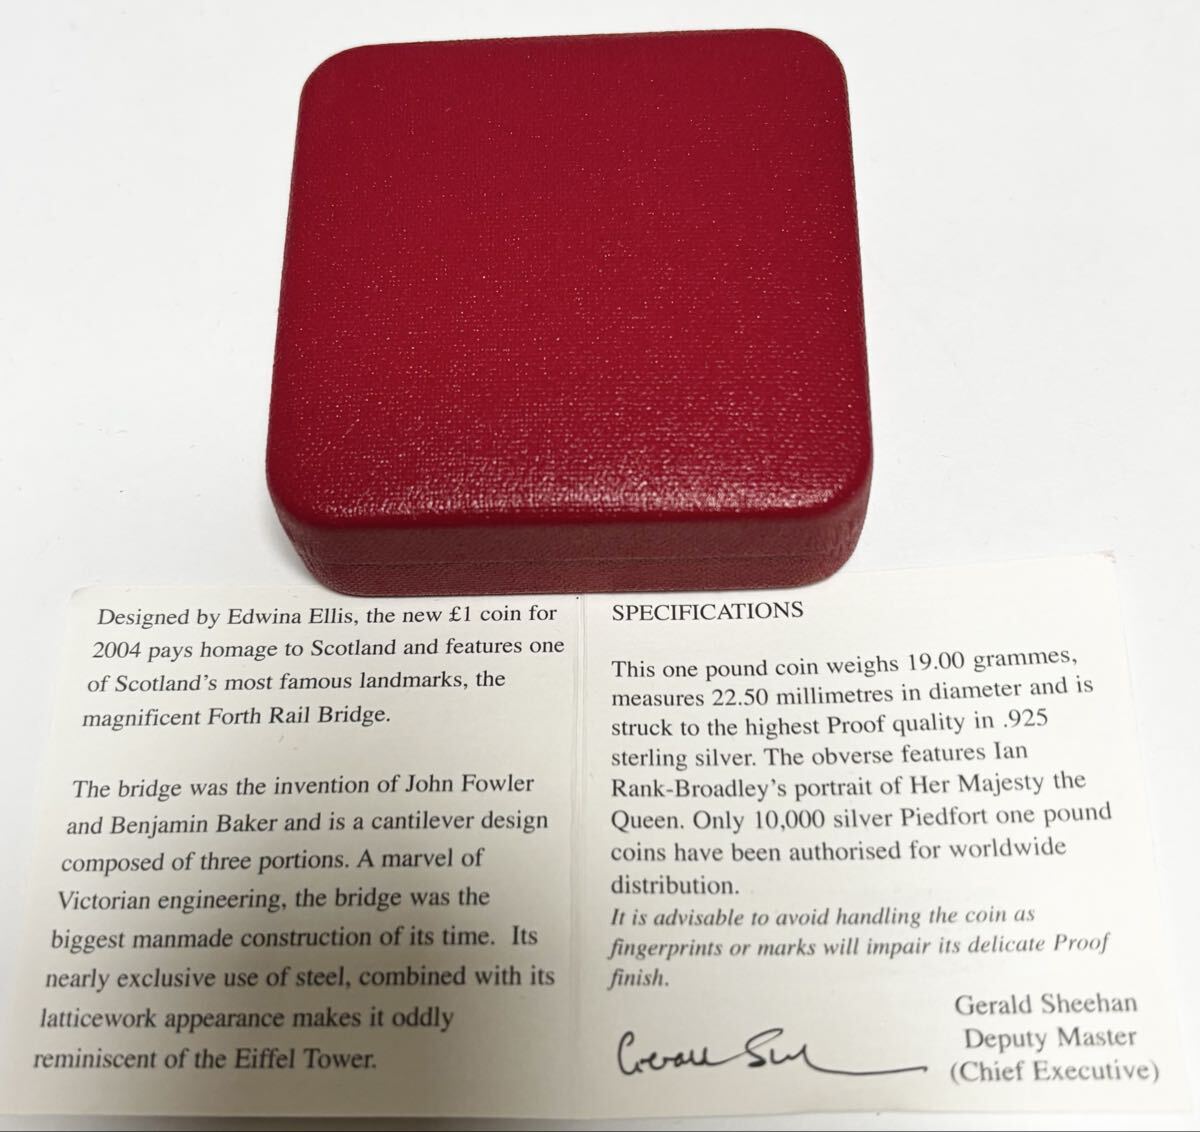 Designed by Edwina Ellis, the new £1 coin for
2004 pays homage to Scotland and features one
of Scotland's most famous landmarks, the
magnificent Forth Rail Bridge.
The bridge was the invention of John Fowler
and Benjamin Baker and is a cantilever design
composed of three portions. A marvel of
Victorian engineering, the bridge was the
biggest manmade construction of its time. Its
nearly exclusive use of steel, combined with its
latticework appearance makes it oddly
reminiscent of the Eiffel Tower.
SPECIFICATIONS
This one pound coin weighs 19.00 grammes,
measures 22.50 millimetres in diameter and is
struck to the highest Proof quality in .925
sterling silver. The obverse features Ian
Rank-Broadley's portrait of Her Majesty the
Queen. Only 10,000 silver Piedfort one pound
coins have been authorised for worldwide
distribution.
It is advisable to avoid handling the coin as
fingerprints or marks will impair its delicate Proof
finish.
Gerald Sheehan
Deputy Master
(Chief Executive)